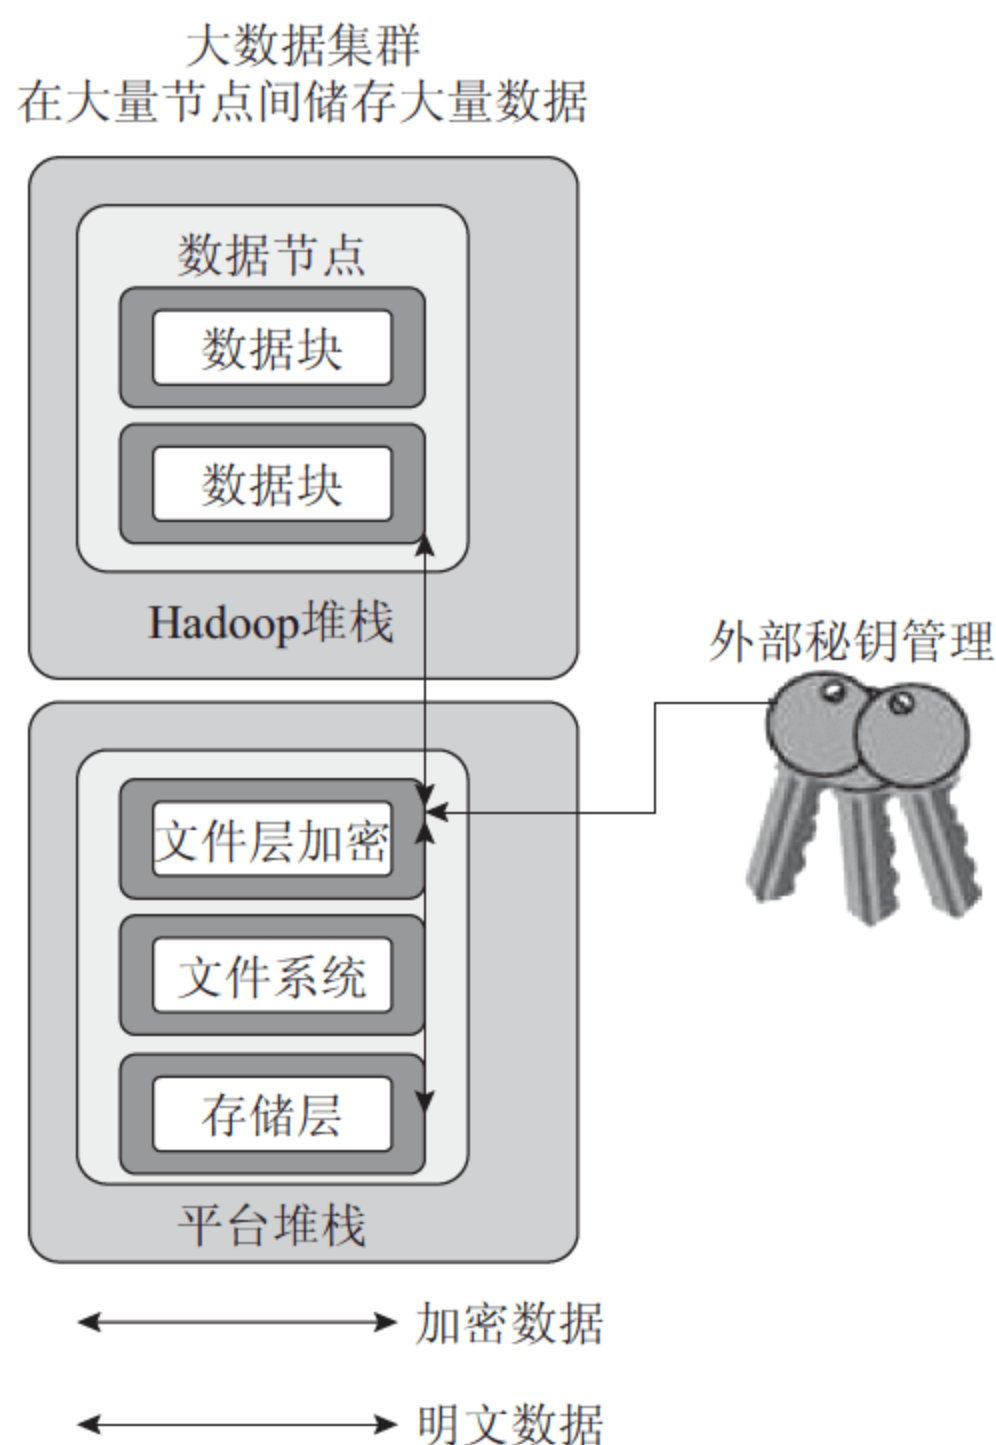 大数据集群
在大量节点间储存大量数据
数据节点
数据块
数据块
Hadoop堆栈
外部秘钥管理
文件层加密
文件系统
存储层
平台堆栈
加密数据
明文数据